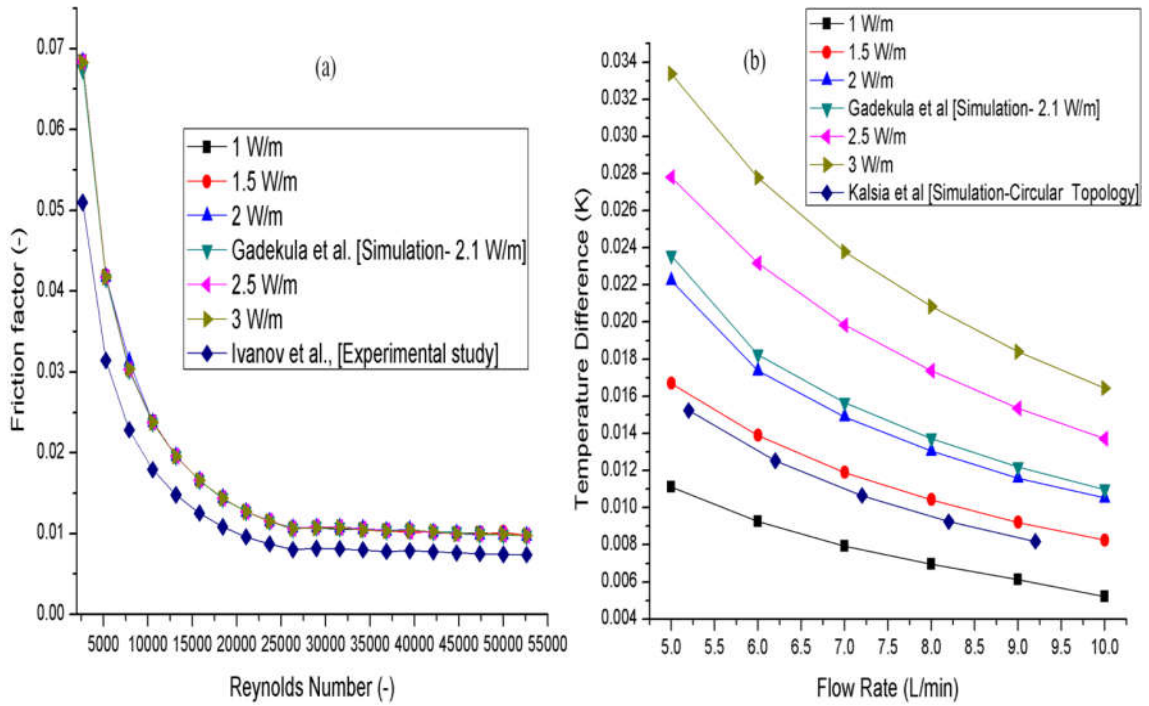 (a)
1 W/m
1.5 W/m
2 W/m
Gadekula et al. [Simulation- 2.1 W/m]
2.5 W/m
3 W/m
Ivanov et al., [Experimental study]
Friction factor (-)
0.07
0.06
0.05
0.04
0.03
0.02
0.01
0.00
5000 10000 15000 20000 25000 30000 35000 40000 45000 50000 55000
Reynolds Number (-)
(b)
1 W/m
1.5 W/m
2 W/m
Gadekula et al [Simulation- 2.1 W/m]
2.5 W/m
3 W/m
Kalsia et al [Simulation-Circular Topology]
Temperature Difference (K)
0.034
0.032
0.030
0.028
0.026
0.024
0.022
0.020
0.018
0.016
0.014
0.012
0.010
0.008
0.006
0.004
5.0 5.5 6.0 6.5 7.0 7.5 8.0 8.5 9.0 9.5 10.0
Flow Rate (L/min)